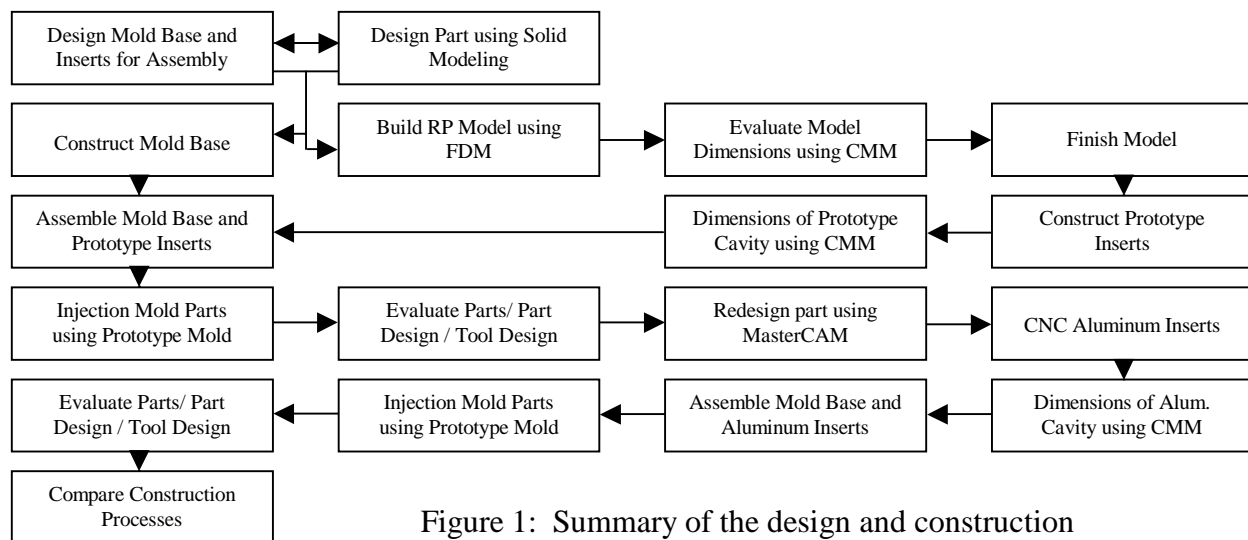 Design Mold Base and
Inserts for Assembly
Design Part using Solid
Modeling
Construct Mold Base
Build RP Model using
FDM
Evaluate Model
Dimensions using CMM
Finish Model
Assemble Mold Base and
Prototype Inserts
Dimensions of Prototype
Cavity using CMM
Construct Prototype
Inserts
Injection Mold Parts
using Prototype Mold
Evaluate Parts/ Part
Design / Tool Design
Redesign part using
MasterCAM
CNC Aluminum Inserts
Evaluate Parts/ Part
Design / Tool Design
Injection Mold Parts
using Prototype Mold
Assemble Mold Base and
Aluminum Inserts
Dimensions of Alum.
Cavity using CMM
Compare Construction
Processes
Figure 1: Summary of the design and construction